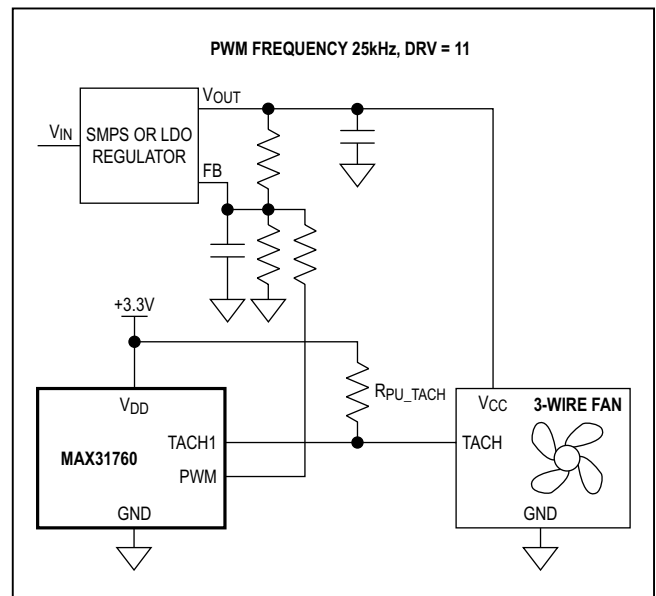 PWM FREQUENCY 25kHz, DRV = 11
VOUT
VIN
SMPS OR LDO
REGULATOR
FB
+3.3V
RPU_TACH
VDD
VCC
3-WIRE FAN
TACH1
TACH
MAX31760
PWM
GND
GND